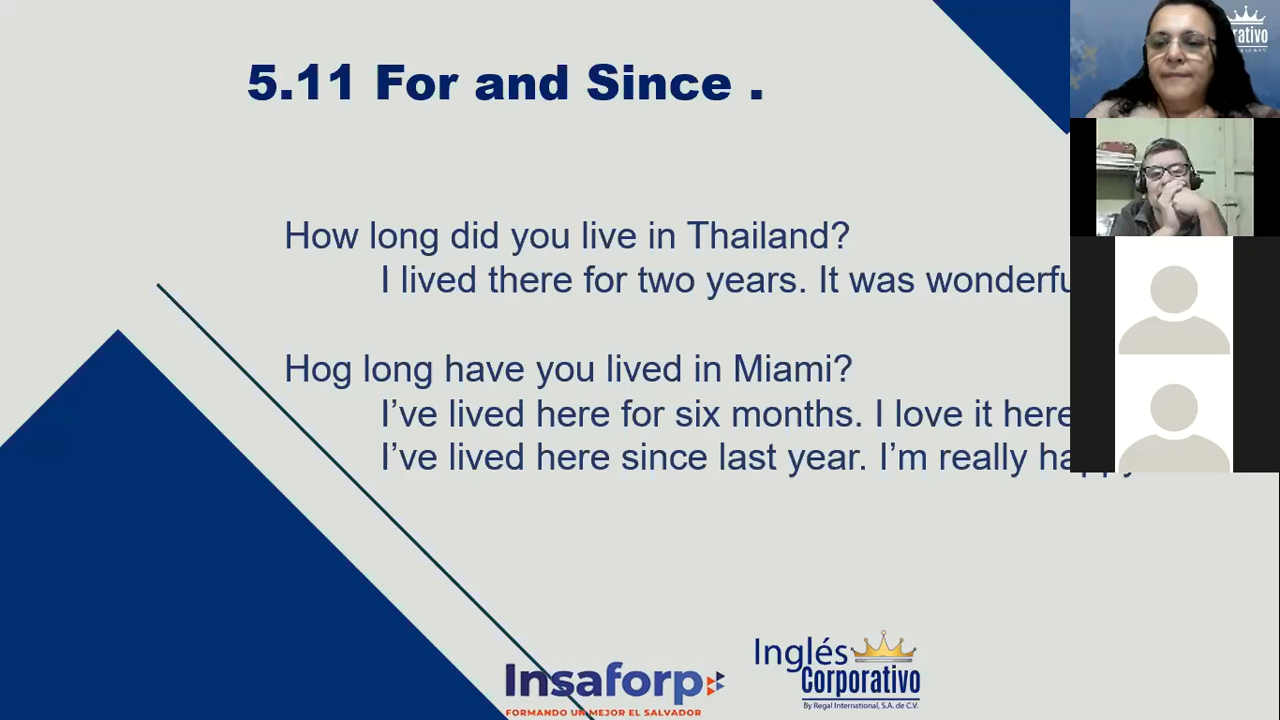 5.11 For and Since .
How long did you live in Thailand?
I lived there for two years. It was
Hog long have you lived in Miami?
I've lived here for six months. I love it here
I've lived here since last year. I'm really
Insaforp
FORMANDO UN MEJOR EL SALVADOR
Inglés
Corporativo
By Regal International, S.A. de C.V.